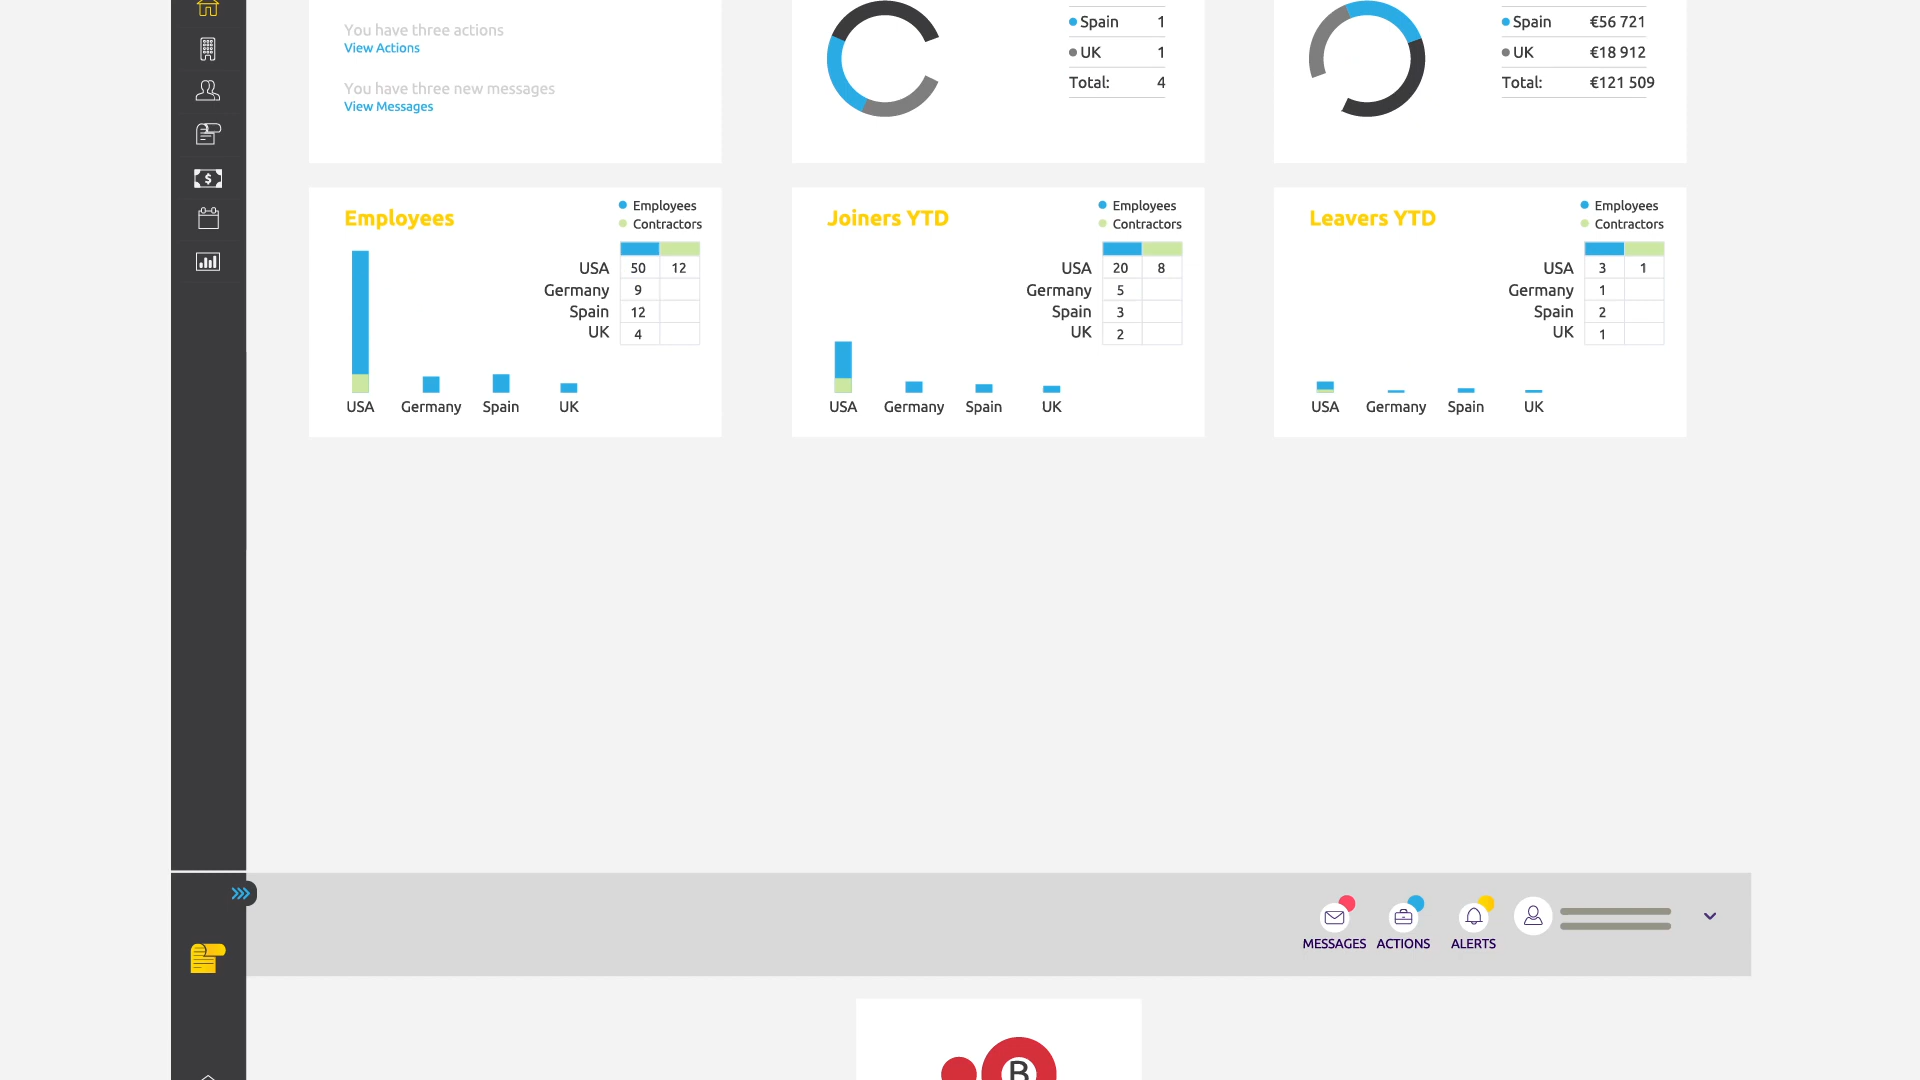 You have three actions
View Actions
You have three new messages
View Messages
Spain 1
UK 1
Total: 4
Spain €56 721
UK €18 912
Total: €121 509
Employees
Employees
Contractors
USA 50 12
Germany 9
Spain 12
UK 4
USA Germany Spain UK
Joiners YTD
Employees
Contractors
USA 20 8
Germany 5
Spain 3
UK 2
USA Germany Spain UK
Leavers YTD
Employees
Contractors
USA 3 1
Germany 1
Spain 2
UK 1
USA Germany Spain UK
MESSAGES ACTIONS ALERTS
B